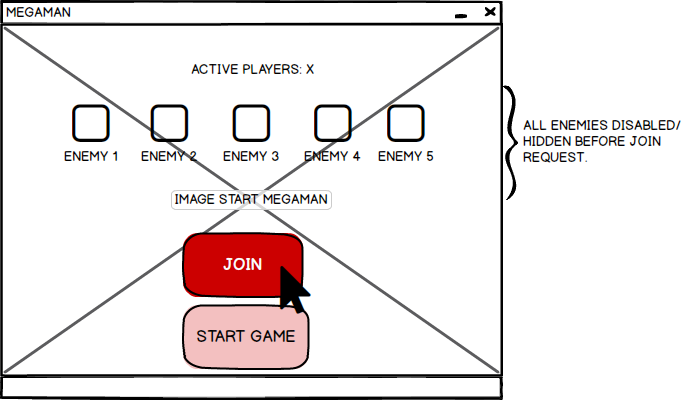 MEGAMAN
ACTIVE PLAYERS: X
ENEMY 1 ENEMY 2 ENEMY 3 ENEMY 4 ENEMY 5
ALL ENEMIES DISABLED/
HIDDEN BEFORE JOIN
REQUEST.
IMAGE START MEGAMAN
JOIN
START GAME